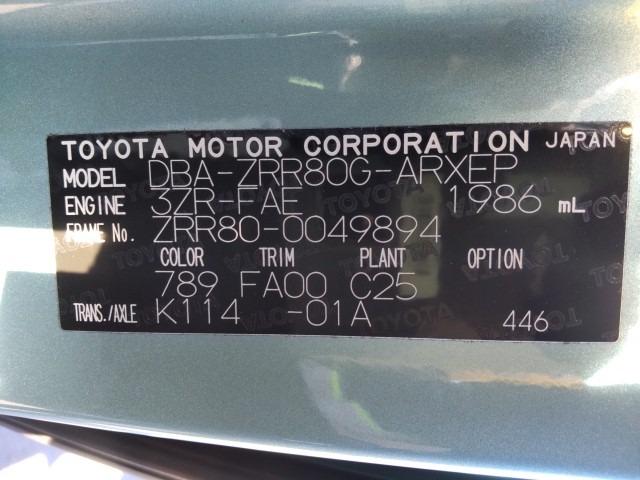 TOYOTA MOTOR CORPORATION JAPAN
MODEL DBA-ZRR80G-ARXEP
ENGINE 3ZR-FAE 1986 mL
FRAME No. ZRR80-0049894
COLOR TRIM PLANT OPTION
789 FA00 C25
TRANS./AXLE K114 -01A 446